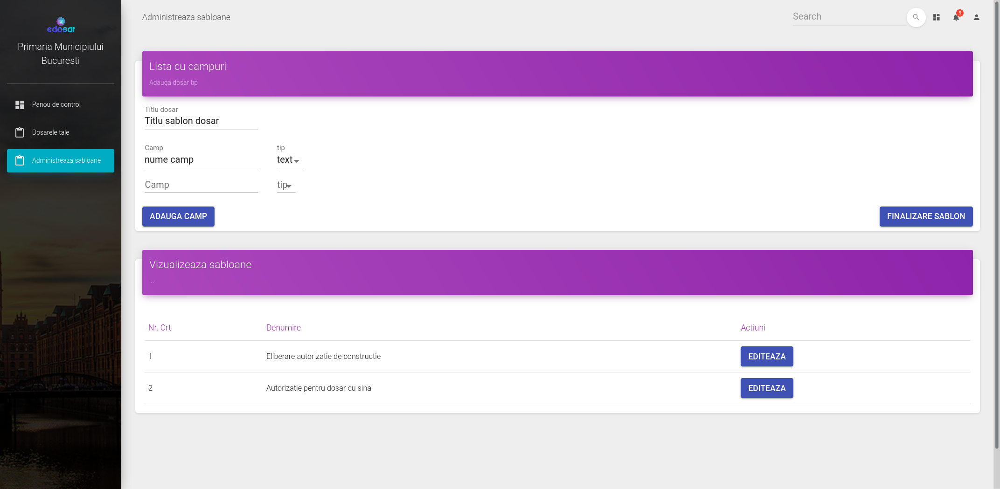 edosar
Primaria Municipiului
Bucuresti
Panou de control
Dosarele tale
Administreaza sabloane
Administreaza sabloane
Search
5
Lista cu campuri
Adauga dosar tip
Titlu dosar
Titlu sablon dosar
Camp
tip
nume camp
text
Camp
tip
ADAUGA CAMP
FINALIZARE SABLON
Vizualizeaza sabloane
...
Nr. Crt
Denumire
Actiuni
1
Eliberare autorizatie de constructie
EDITEAZA
2
Autorizatie pentru dosar cu sina
EDITEAZA